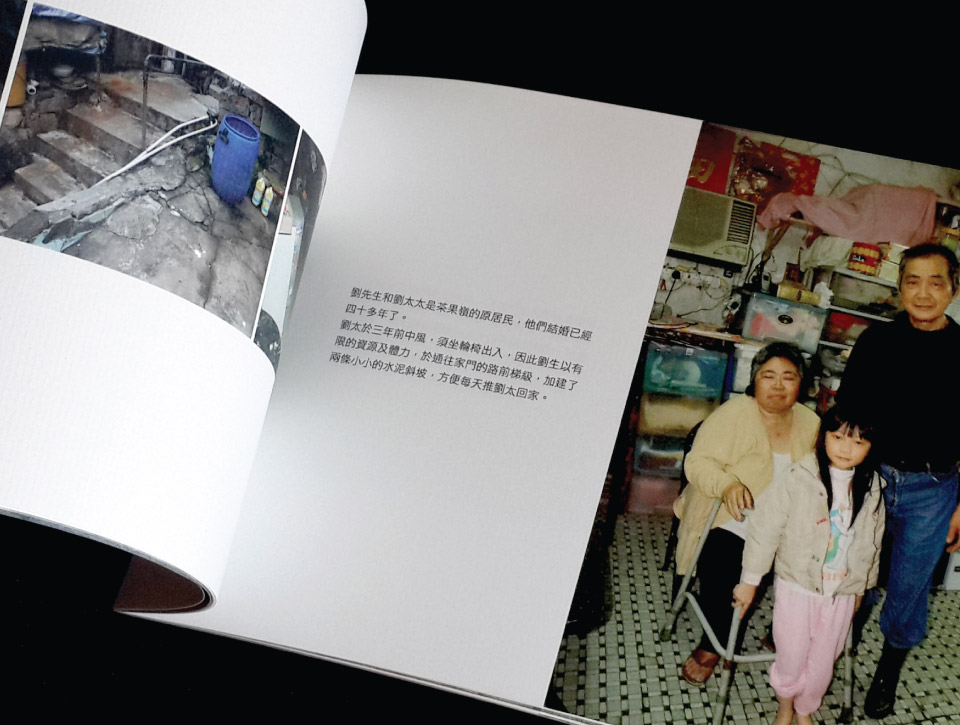 劉先生和劉太太是茶果嶺的原居民，他們結婚已經
四十多年了。
劉太於三年前中風，須坐輪椅出入，因此劉生以有
限的資源及體力，於通往家門的路前梯級，加建了
兩條小小的水泥斜坡，方便每天推劉太回家。